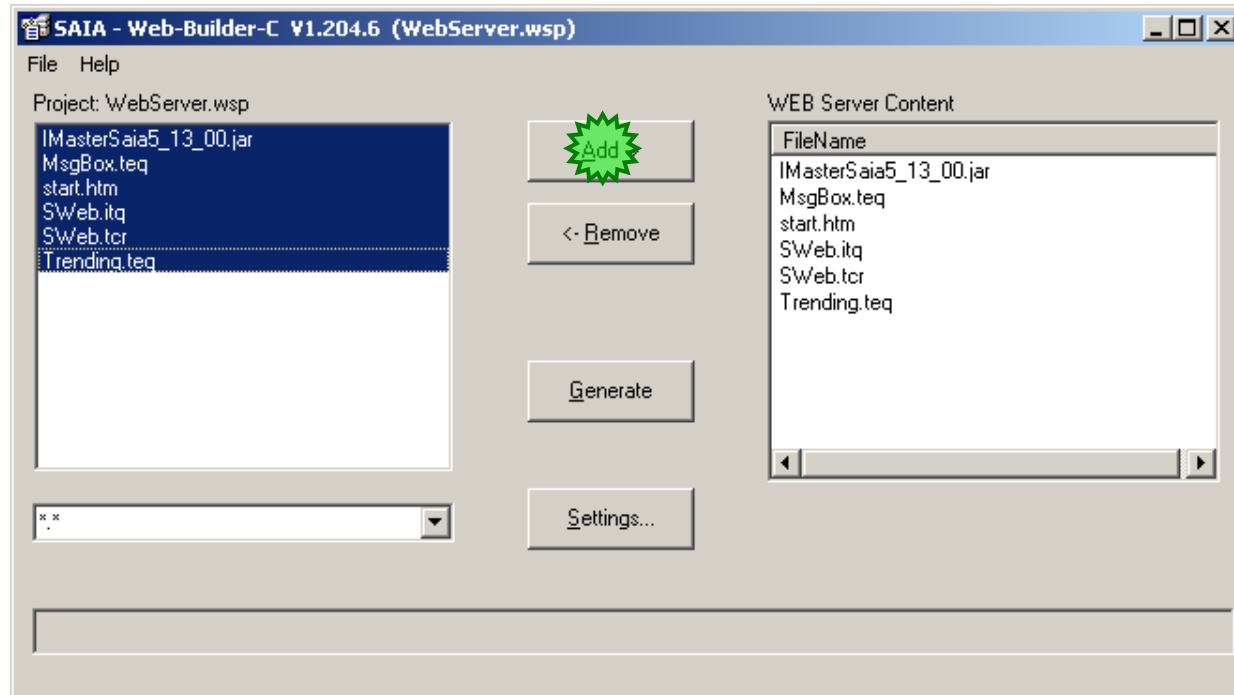 SAIA - Web-Builder-C V1.204.6 (WebServer.wsp)
File Help
Project: WebServer.wsp
IMasterSaia5_13_00.jar
MsgBox.teq
start.htm
SWeb.itq
SWeb.tcr
Trending.teq
*.*
Add
<- Remove
Generate
Settings...
WEB Server Content
FileName
IMasterSaia5_13_00.jar
MsgBox.teq
start.htm
SWeb.itq
SWeb.tcr
Trending.teq